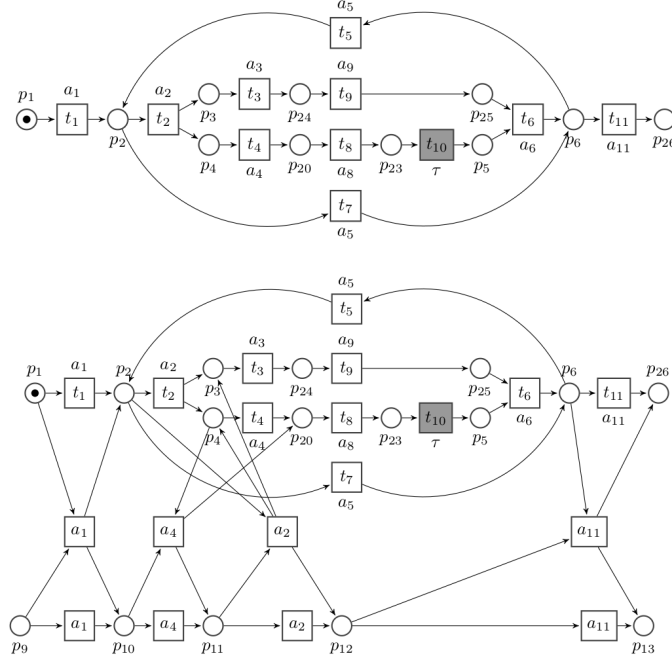 a5
t5
a3 a9
p1 a1 a2
t1 t2 p3 t3 p24 t9 p25 t6 t11
p2 p6 p26
t4 t8 t10 a6 a11
p4 a4 p20 a8 p23 τ p5
t7
a5
a5
t5
a3 a9
p1 a1 p2 a2 p6 p26
t1 t2 p3 t3 p24 t9 p25 t6 t11
t4 t8 t10 a6 a11
p4 a4 p20 a8 p23 τ p5
t7
a5
a1 a4 a2 a11
a1 a4 a2 a11
p9 p10 p11 p12 p13